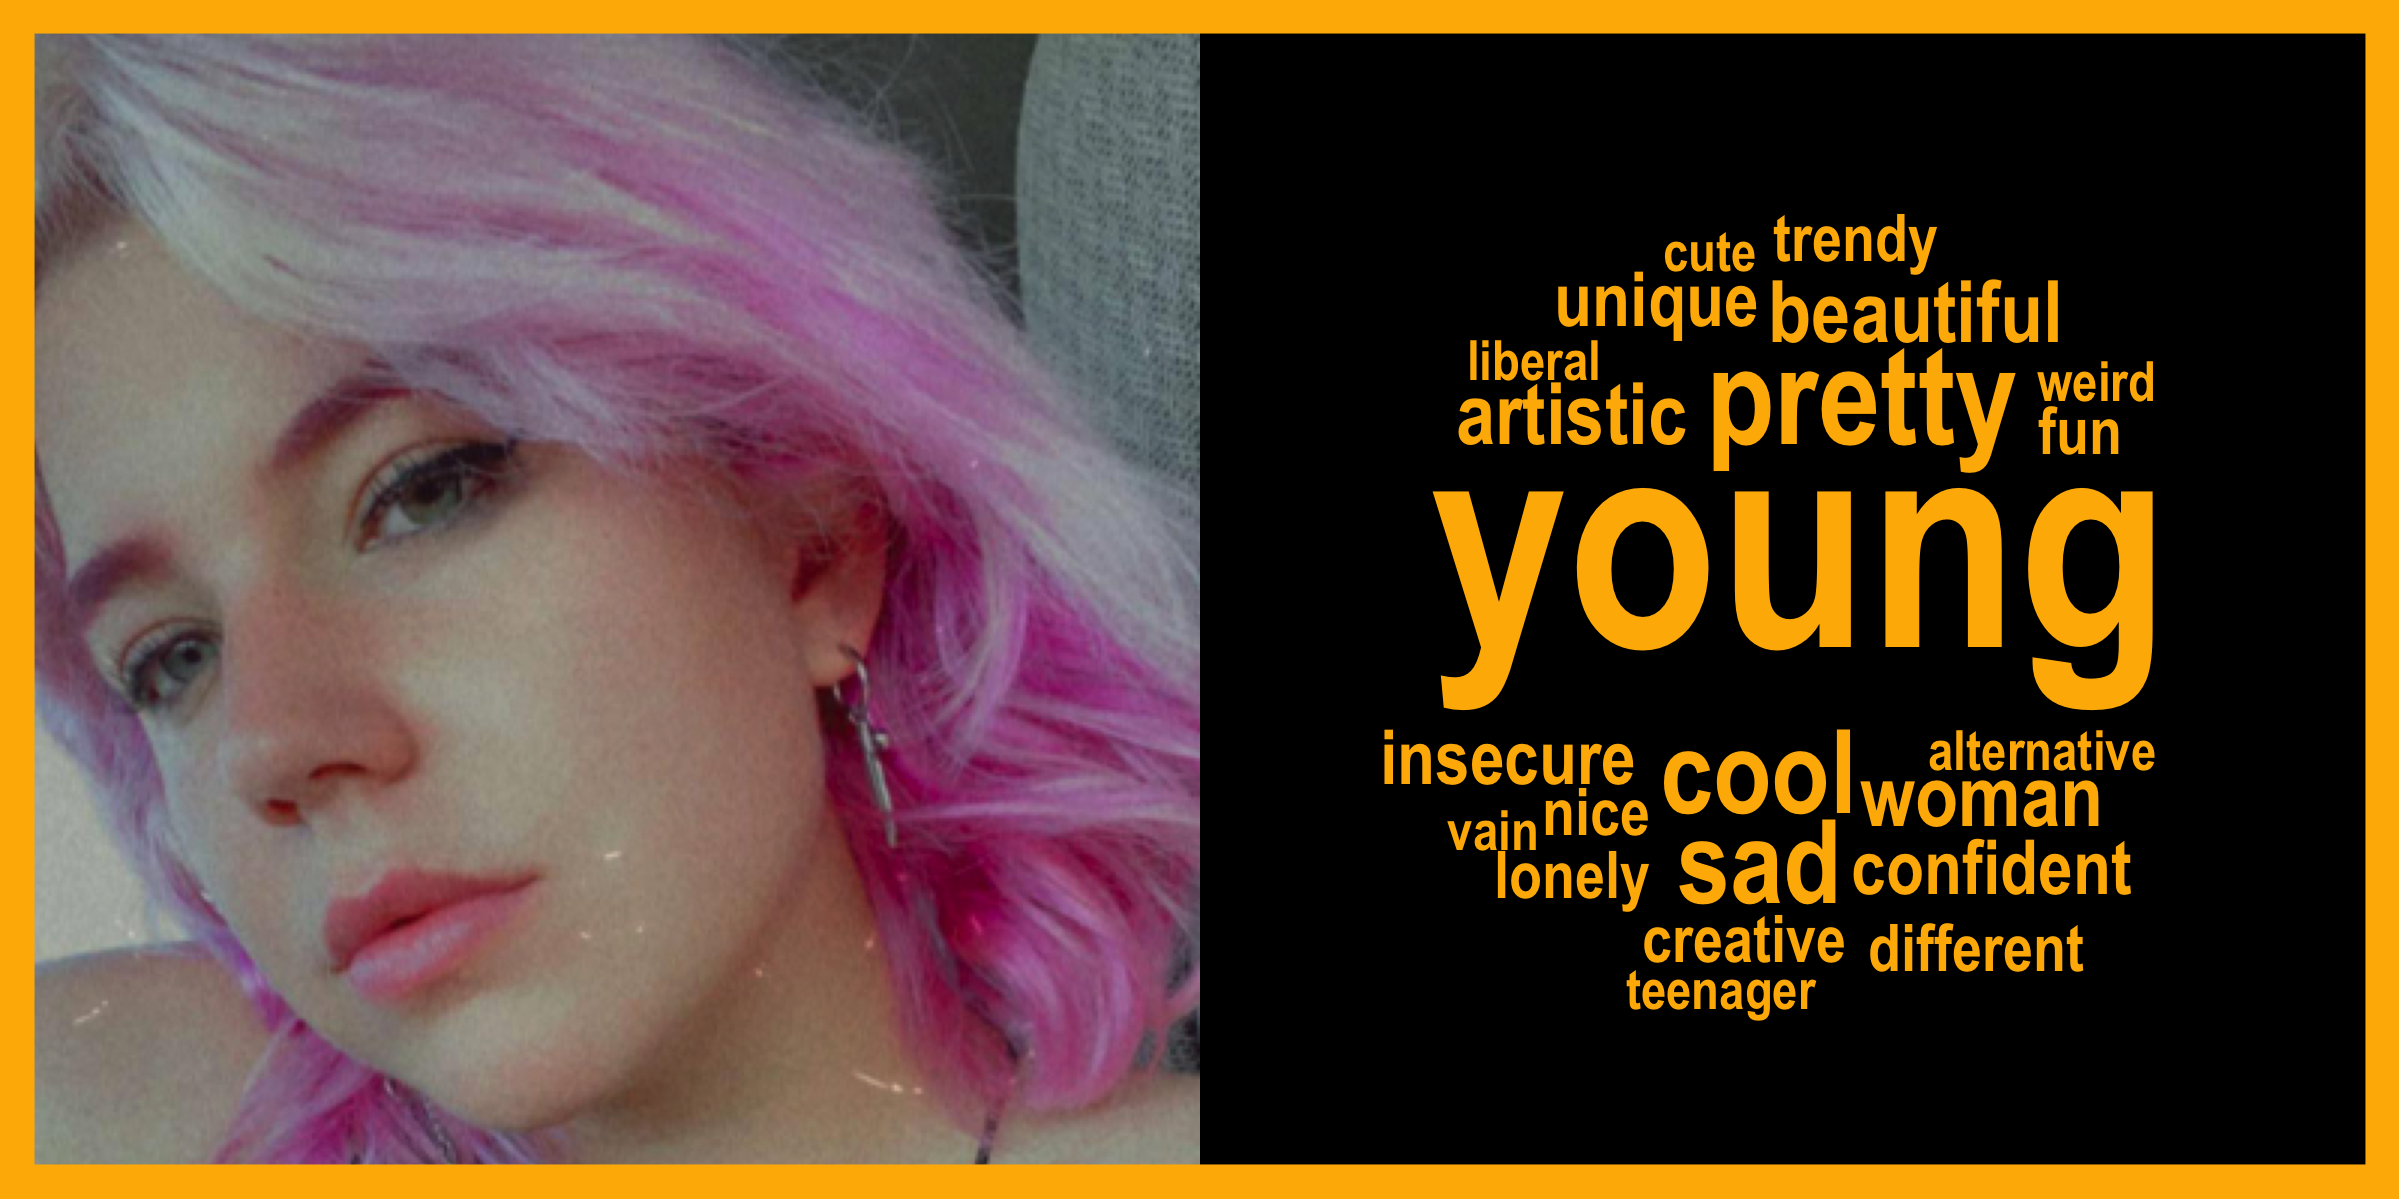 cute trendy
unique beautiful
liberal
artistic pretty weird
fun
young
insecure cool alternative
vain nice woman
lonely sad confident
creative different
teenager